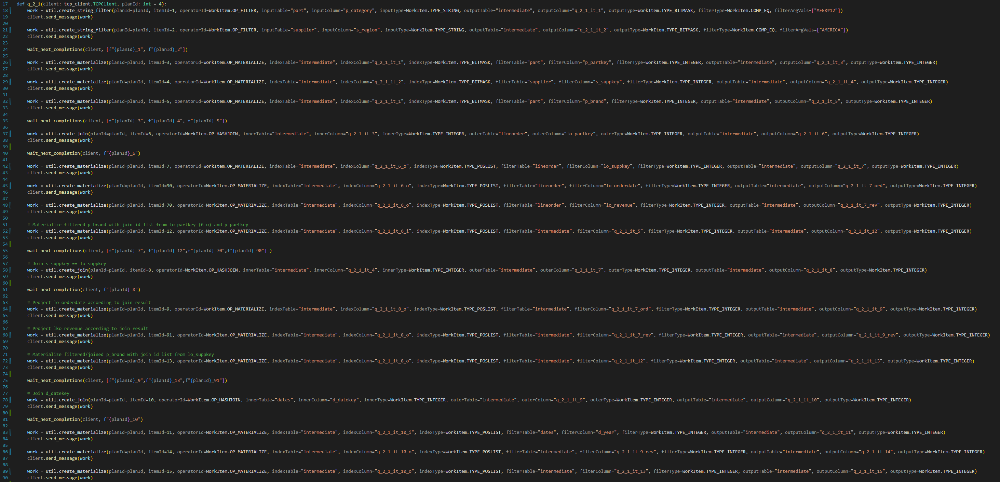 17 def q_2_1(client: tcp_client.TCPClient, planId: int = 4):
18 work = util.create_string_filter(planId=planId, itemId=1, operatorId=WorkItem.OP_FILTER, inputTable="part", inputColumn="p_category", inputType=WorkItem.TYPE_STRING, outputTable="intermediate", outputColumn="q_2_1_it_1", outputType=WorkItem.TYPE_BITMASK, filterType=WorkItem.COMP_EQ, filterArgVals=["MFGR#12"])
19 client.send_message(work)
20
21 work = util.create_string_filter(planId=planId, itemId=2, operatorId=WorkItem.OP_FILTER, inputTable="supplier", inputColumn="s_region", inputType=WorkItem.TYPE_STRING, outputTable="intermediate", outputColumn="q_2_1_it_2", outputType=WorkItem.TYPE_BITMASK, filterType=WorkItem.COMP_EQ, filterArgVals=["AMERICA"])
22 client.send_message(work)
23
24 wait_next_completions(client, [f"{planId}_1", f"{planId}_2"])
25
26 work = util.create_materialize(planId=planId, itemId=3, operatorId=WorkItem.OP_MATERIALIZE, indexTable="intermediate", indexColumn="q_2_1_it_1", indexType=WorkItem.TYPE_BITMASK, filterTable="part", filterColumn="p_partkey", filterType=WorkItem.TYPE_INTEGER, outputTable="intermediate", outputColumn="q_2_1_it_3", outputType=WorkItem.TYPE_INTEGER)
27 client.send_message(work)
28
29 work = util.create_materialize(planId=planId, itemId=4, operatorId=WorkItem.OP_MATERIALIZE, indexTable="intermediate", indexColumn="q_2_1_it_2", indexType=WorkItem.TYPE_BITMASK, filterTable="supplier", filterColumn="s_suppkey", filterType=WorkItem.TYPE_INTEGER, outputTable="intermediate", outputColumn="q_2_1_it_4", outputType=WorkItem.TYPE_INTEGER)
30 client.send_message(work)
31
32 work = util.create_materialize(planId=planId, itemId=5, operatorId=WorkItem.OP_MATERIALIZE, indexTable="intermediate", indexColumn="q_2_1_it_1", indexType=WorkItem.TYPE_BITMASK, filterTable="part", filterColumn="p_brand", filterType=WorkItem.TYPE_INTEGER, outputTable="intermediate", outputColumn="q_2_1_it_5", outputType=WorkItem.TYPE_INTEGER)
33 client.send_message(work)
34
35 wait_next_completions(client, [f"{planId}_3", f"{planId}_4", f"{planId}_5"])
36
37 work = util.create_join(planId=planId, itemId=6, operatorId=WorkItem.OP_HASHJOIN, innerTable="intermediate", innerColumn="q_2_1_it_3", innerType=WorkItem.TYPE_INTEGER, outerTable="lineorder", outerColumn="lo_partkey", outerType=WorkItem.TYPE_INTEGER, outputTable="intermediate", outputColumn="q_2_1_it_6", outputType=WorkItem.TYPE_INTEGER)
38 client.send_message(work)
39
40 wait_next_completion(client, f"{planId}_6")
41
42 work = util.create_materialize(planId=planId, itemId=7, operatorId=WorkItem.OP_MATERIALIZE, indexTable="intermediate", indexColumn="q_2_1_it_6_o", indexType=WorkItem.TYPE_POSLIST, filterTable="lineorder", filterColumn="lo_suppkey", filterType=WorkItem.TYPE_INTEGER, outputTable="intermediate", outputColumn="q_2_1_it_7", outputType=WorkItem.TYPE_INTEGER)
43 client.send_message(work)
44
45 work = util.create_materialize(planId=planId, itemId=90, operatorId=WorkItem.OP_MATERIALIZE, indexTable="intermediate", indexColumn="q_2_1_it_6_o", indexType=WorkItem.TYPE_POSLIST, filterTable="lineorder", filterColumn="lo_orderdate", filterType=WorkItem.TYPE_INTEGER, outputTable="intermediate", outputColumn="q_2_1_it_7_ord", outputType=WorkItem.TYPE_INTEGER)
46 client.send_message(work)
47
48 work = util.create_materialize(planId=planId, itemId=70, operatorId=WorkItem.OP_MATERIALIZE, indexTable="intermediate", indexColumn="q_2_1_it_6_o", indexType=WorkItem.TYPE_POSLIST, filterTable="lineorder", filterColumn="lo_revenue", filterType=WorkItem.TYPE_INTEGER, outputTable="intermediate", outputColumn="q_2_1_it_7_rev", outputType=WorkItem.TYPE_INTEGER)
49 client.send_message(work)
50
51 # Materialize filtered p_brand with join id list from lo_partkey (6_o) and p_partkey
52 work = util.create_materialize(planId=planId, itemId=12, operatorId=WorkItem.OP_MATERIALIZE, indexTable="intermediate", indexColumn="q_2_1_it_6_i", indexType=WorkItem.TYPE_POSLIST, filterTable="intermediate", filterColumn="q_2_1_it_5", filterType=WorkItem.TYPE_INTEGER, outputTable="intermediate", outputColumn="q_2_1_it_12", outputType=WorkItem.TYPE_INTEGER)
53 client.send_message(work)
54
55 wait_next_completions(client, [f"{planId}_7", f"{planId}_12",f"{planId}_70",f"{planId}_90"] )
56
57 # Join s_suppkey == lo_suppkey
58 work = util.create_join(planId=planId, itemId=8, operatorId=WorkItem.OP_HASHJOIN, innerTable="intermediate", innerColumn="q_2_1_it_4", innerType=WorkItem.TYPE_INTEGER, outerTable="intermediate", outerColumn="q_2_1_it_7", outerType=WorkItem.TYPE_INTEGER, outputTable="intermediate", outputColumn="q_2_1_it_8", outputType=WorkItem.TYPE_INTEGER)
59 client.send_message(work)
60
61 wait_next_completion(client, f"{planId}_8")
62
63 # Project lo_orderdate according to join result
64 work = util.create_materialize(planId=planId, itemId=9, operatorId=WorkItem.OP_MATERIALIZE, indexTable="intermediate", indexColumn="q_2_1_it_8_o", indexType=WorkItem.TYPE_POSLIST, filterTable="intermediate", filterColumn="q_2_1_it_7_ord", filterType=WorkItem.TYPE_INTEGER, outputTable="intermediate", outputColumn="q_2_1_it_9", outputType=WorkItem.TYPE_INTEGER)
65 client.send_message(work)
66
67 # Project lko_revenue according to join result
68 work = util.create_materialize(planId=planId, itemId=91, operatorId=WorkItem.OP_MATERIALIZE, indexTable="intermediate", indexColumn="q_2_1_it_8_o", indexType=WorkItem.TYPE_POSLIST, filterTable="intermediate", filterColumn="q_2_1_it_7_rev", filterType=WorkItem.TYPE_INTEGER, outputTable="intermediate", outputColumn="q_2_1_it_9_rev", outputType=WorkItem.TYPE_INTEGER)
69 client.send_message(work)
70
71 # Materialize filtered/joined p_brand with join id list from lo_suppkey
72 work = util.create_materialize(planId=planId, itemId=13, operatorId=WorkItem.OP_MATERIALIZE, indexTable="intermediate", indexColumn="q_2_1_it_8_o", indexType=WorkItem.TYPE_POSLIST, filterTable="intermediate", filterColumn="q_2_1_it_12", filterType=WorkItem.TYPE_INTEGER, outputTable="intermediate", outputColumn="q_2_1_it_13", outputType=WorkItem.TYPE_INTEGER)
73 client.send_message(work)
74
75 wait_next_completions(client, [f"{planId}_9",f"{planId}_13",f"{planId}_91"])
76
77 # Join d_datekey
78 work = util.create_join(planId=planId, itemId=10, operatorId=WorkItem.OP_HASHJOIN, innerTable="dates", innerColumn="d_datekey", innerType=WorkItem.TYPE_INTEGER, outerTable="intermediate", outerColumn="q_2_1_it_9", outerType=WorkItem.TYPE_INTEGER, outputTable="intermediate", outputColumn="q_2_1_it_10", outputType=WorkItem.TYPE_INTEGER)
79 client.send_message(work)
80
81 wait_next_completion(client, f"{planId}_10")
82
83 work = util.create_materialize(planId=planId, itemId=11, operatorId=WorkItem.OP_MATERIALIZE, indexTable="intermediate", indexColumn="q_2_1_it_10_i", indexType=WorkItem.TYPE_POSLIST, filterTable="dates", filterColumn="d_year", filterType=WorkItem.TYPE_INTEGER, outputTable="intermediate", outputColumn="q_2_1_it_11", outputType=WorkItem.TYPE_INTEGER)
84 client.send_message(work)
85
86 work = util.create_materialize(planId=planId, itemId=14, operatorId=WorkItem.OP_MATERIALIZE, indexTable="intermediate", indexColumn="q_2_1_it_10_o", indexType=WorkItem.TYPE_POSLIST, filterTable="intermediate", filterColumn="q_2_1_it_9_rev", filterType=WorkItem.TYPE_INTEGER, outputTable="intermediate", outputColumn="q_2_1_it_14", outputType=WorkItem.TYPE_INTEGER)
87 client.send_message(work)
88
89 work = util.create_materialize(planId=planId, itemId=15, operatorId=WorkItem.OP_MATERIALIZE, indexTable="intermediate", indexColumn="q_2_1_it_10_o", indexType=WorkItem.TYPE_POSLIST, filterTable="intermediate", filterColumn="q_2_1_it_13", filterType=WorkItem.TYPE_INTEGER, outputTable="intermediate", outputColumn="q_2_1_it_15", outputType=WorkItem.TYPE_INTEGER)
90 client.send_message(work)